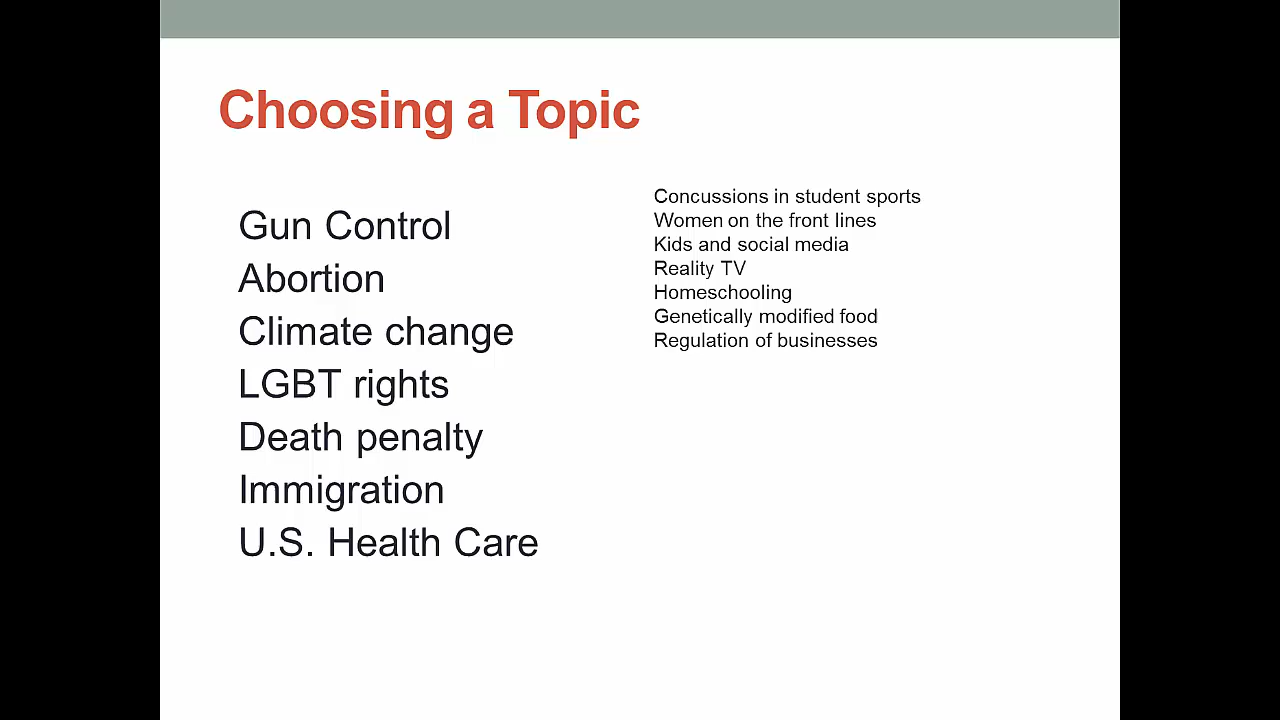 Choosing a Topic
Gun Control
Abortion
Climate change
LGBT rights
Death penalty
Immigration
U.S. Health Care
Concussions in student sports
Women on the front lines
Kids and social media
Reality TV
Homeschooling
Genetically modified food
Regulation of businesses